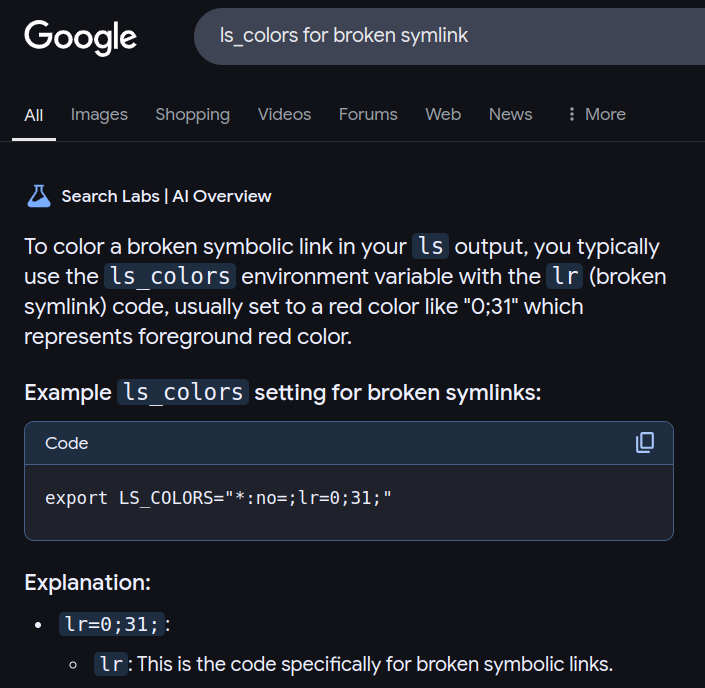 Google
ls_colors for broken symlink
All Images Shopping Videos Forums Web News More
Search Labs | AI Overview
To color a broken symbolic link in your ls output, you typically
use the ls_colors environment variable with the lr (broken
symlink) code, usually set to a red color like "0;31" which
represents foreground red color.
Example ls_colors setting for broken symlinks:
Code
export LS_COLORS="*:no=;lr=0;31;"
Explanation:
lr=0;31;:
lr: This is the code specifically for broken symbolic links.